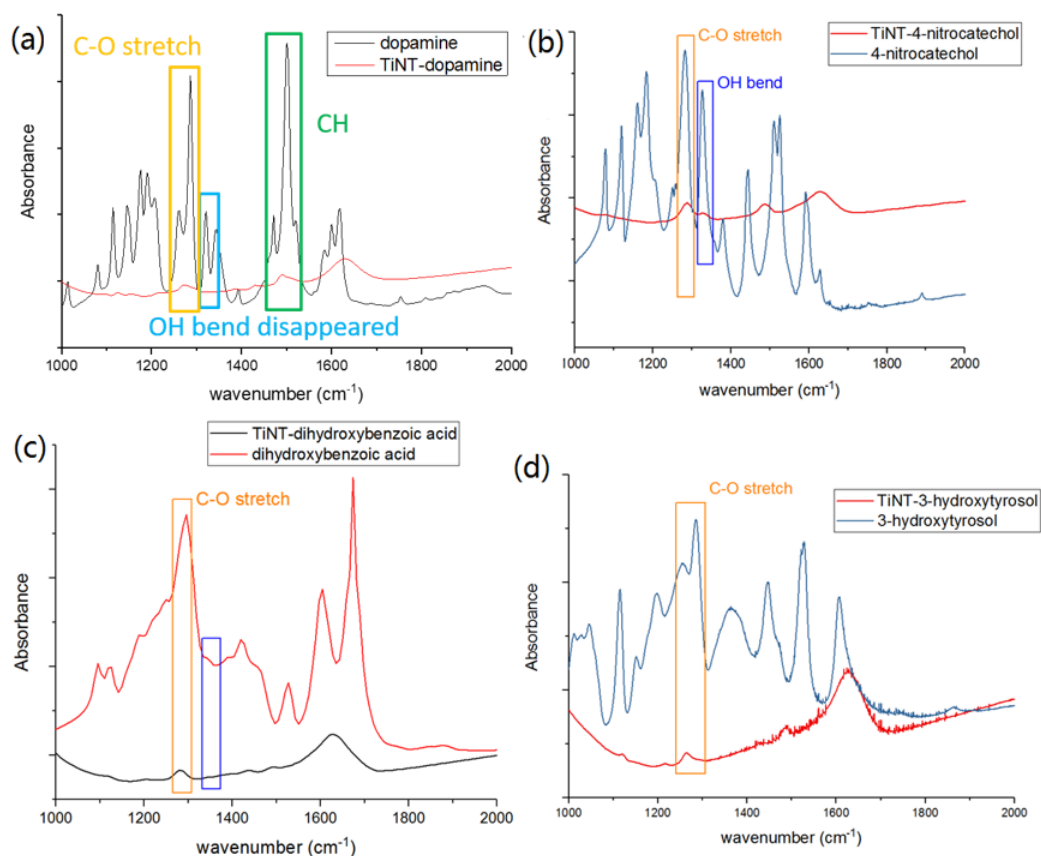 (a)
C-O stretch
dopamine
TiNT-dopamine
CH
OH bend disappeared
Absorbance
1000 1200 1400 1600 1800 2000
wavenumber (cm⁻¹)
(b)
C-O stretch
TiNT-4-nitrocatechol
4-nitrocatechol
OH bend
Absorbance
1000 1200 1400 1600 1800 2000
wavenumber (cm⁻¹)
(c)
TiNT-dihydroxybenzoic acid
dihydroxybenzoic acid
C-O stretch
Absorbance
1000 1200 1400 1600 1800 2000
wavenumber (cm⁻¹)
(d)
C-O stretch
TiNT-3-hydroxytyrosol
3-hydroxytyrosol
Absorbance
1000 1200 1400 1600 1800 2000
wavenumber (cm⁻¹)